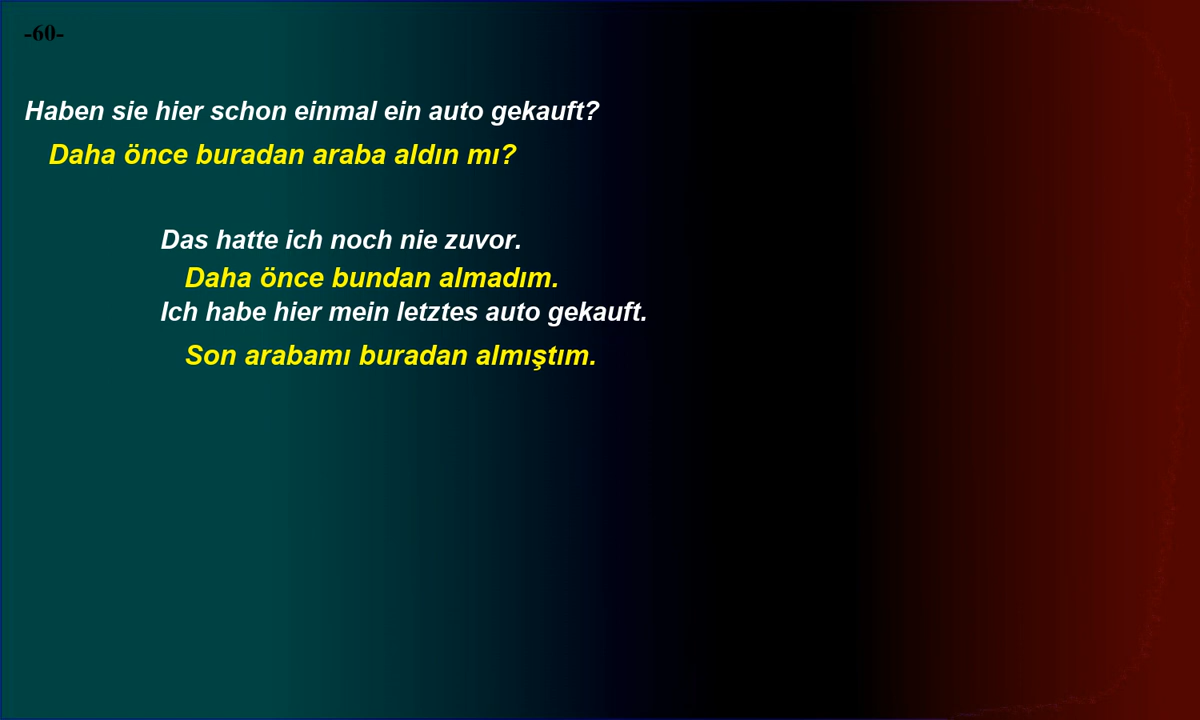 -60-
Haben sie hier schon einmal ein auto gekauft?
Daha önce buradan araba aldın mı?
Das hatte ich noch nie zuvor.
Daha önce bundan almadım.
Ich habe hier mein letztes auto gekauft.
Son arabamı buradan almıştım.